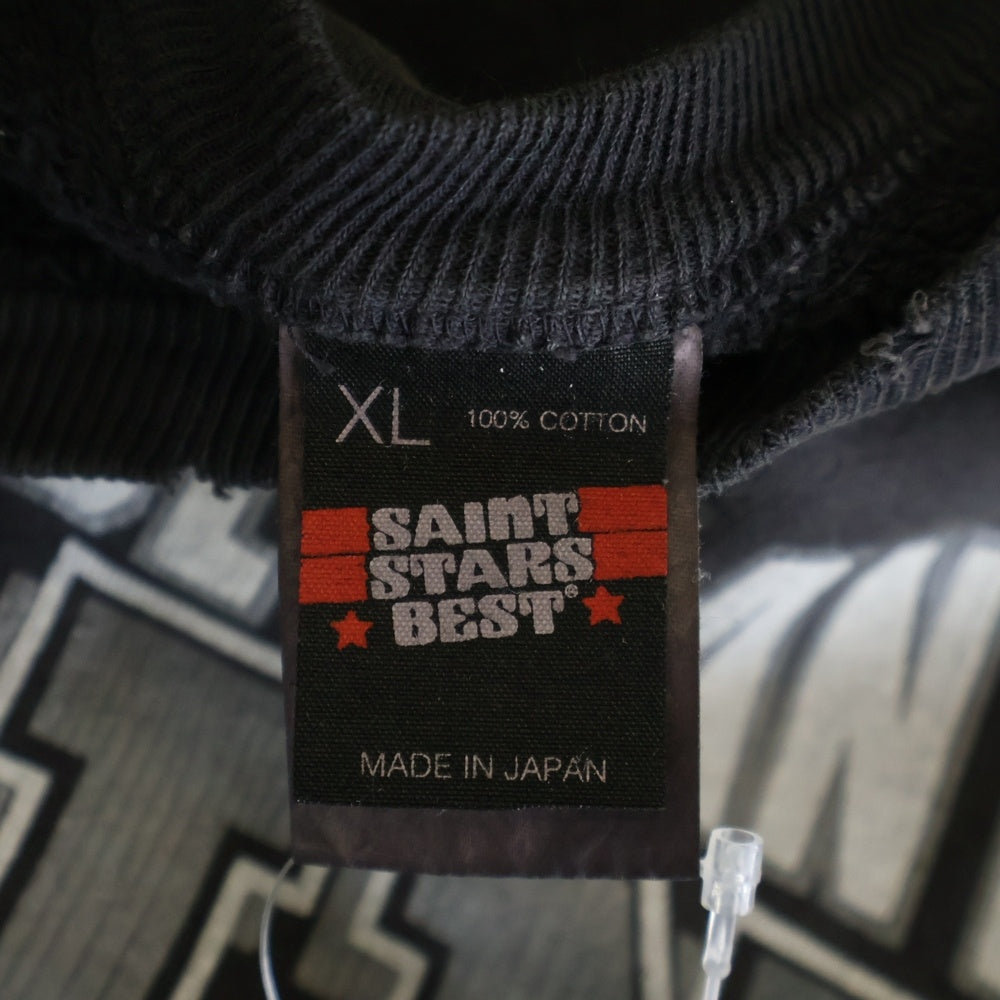 XL 100% COTTON
SAINT
STARS
BEST®
MADE IN JAPAN